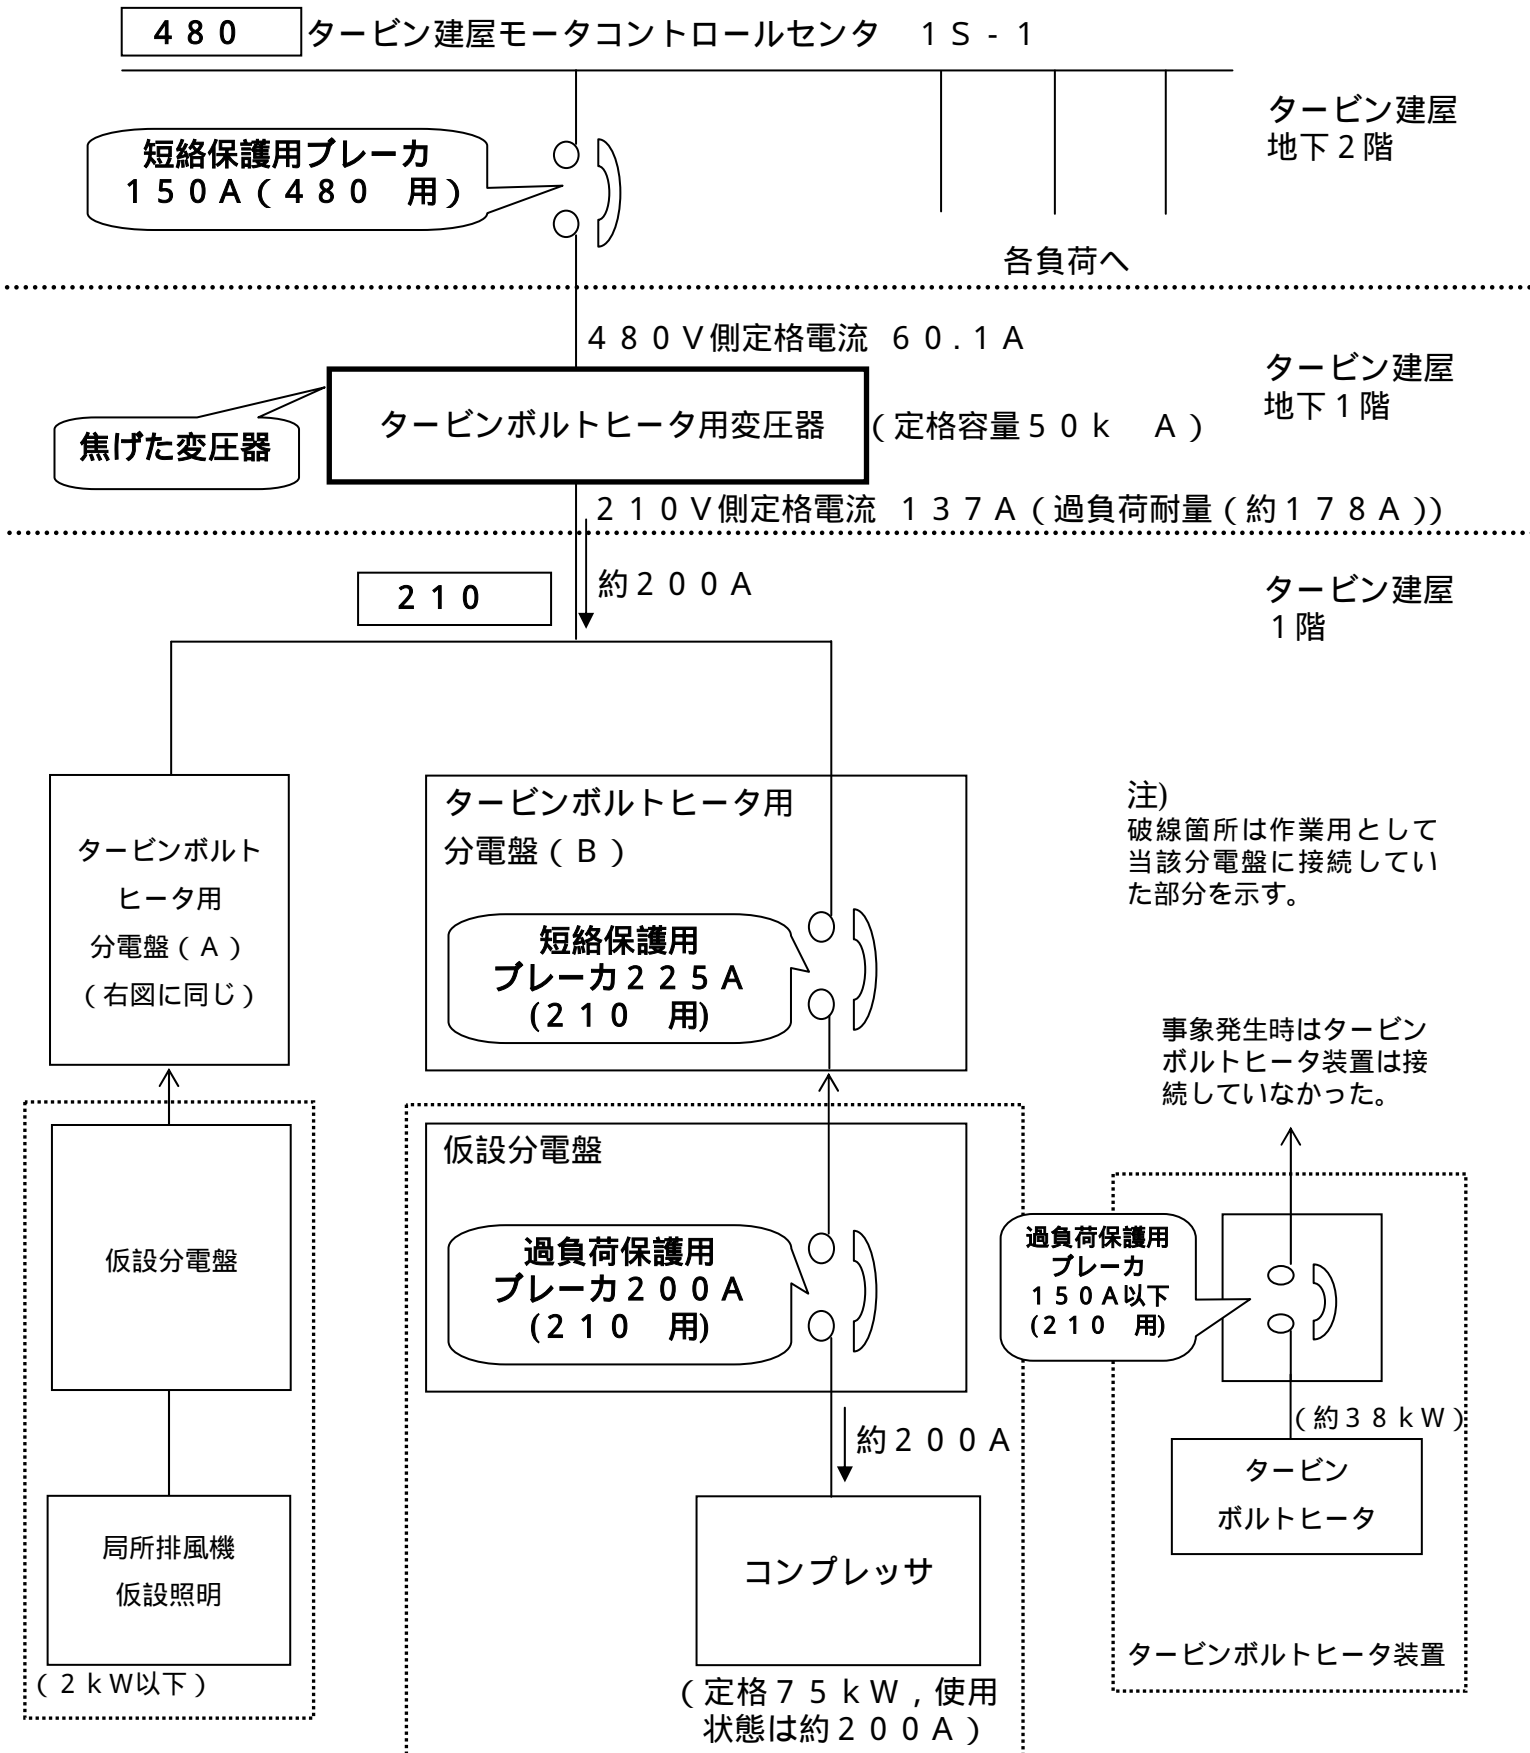 ４８０
タービン建屋モータコントロールセンタ　１Ｓ-１
タービン建屋
地下２階
短絡保護用ブレーカ
１５０Ａ（４８０　用）
各負荷へ
４８０Ｖ側定格電流 60.1Ａ
タービン建屋
地下１階
タービンボルトヒータ用変圧器
（定格容量５０ｋ　Ａ）
焦げた変圧器
２１０Ｖ側定格電流 １３７Ａ（過負荷耐量（約１７８Ａ））
２１０
約２００Ａ
タービン建屋
１階
タービンボルト
ヒータ用
分電盤（Ａ）
（右図に同じ）
タービンボルトヒータ用
分電盤（Ｂ）
短絡保護用
ブレーカ２２５Ａ
(２１０　用)
注)
破線箇所は作業用として
当該分電盤に接続してい
た部分を示す。
事象発生時はタービン
ボルトヒータ装置は接
続していなかった。
仮設分電盤
仮設分電盤
過負荷保護用
ブレーカ２００Ａ
(２１０　用)
過負荷保護用
ブレーカ
１５０Ａ以下
(２１０　用)
約２００Ａ
（約３８ｋＷ）
タービン
ボルトヒータ
局所排風機
仮設照明
コンプレッサ
タービンボルトヒータ装置
（２ｋＷ以下）
（定格７５ｋＷ，使用
状態は約２００Ａ）